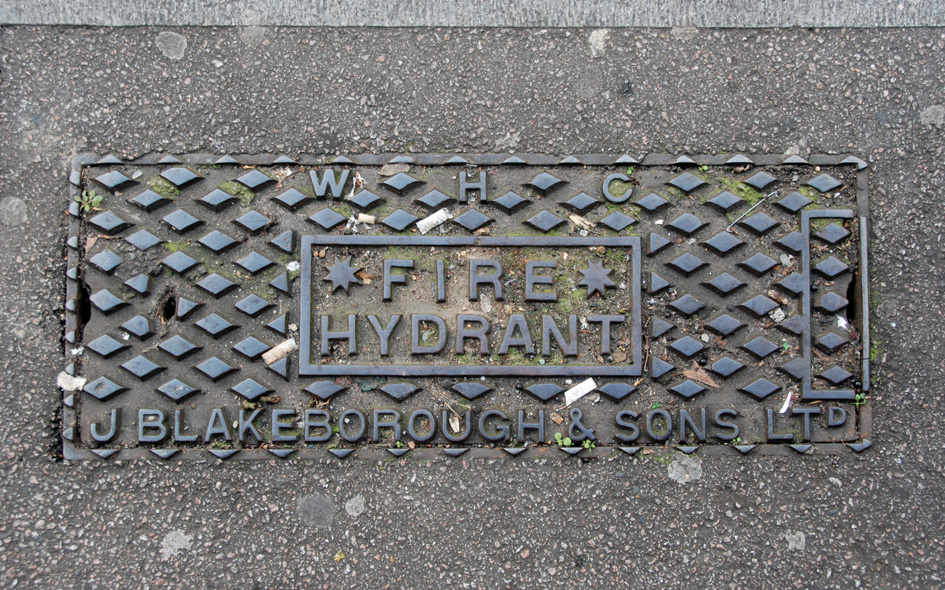 W H C
FIRE
HYDRANT
J BLAKEBOROUGH & SONS LTD